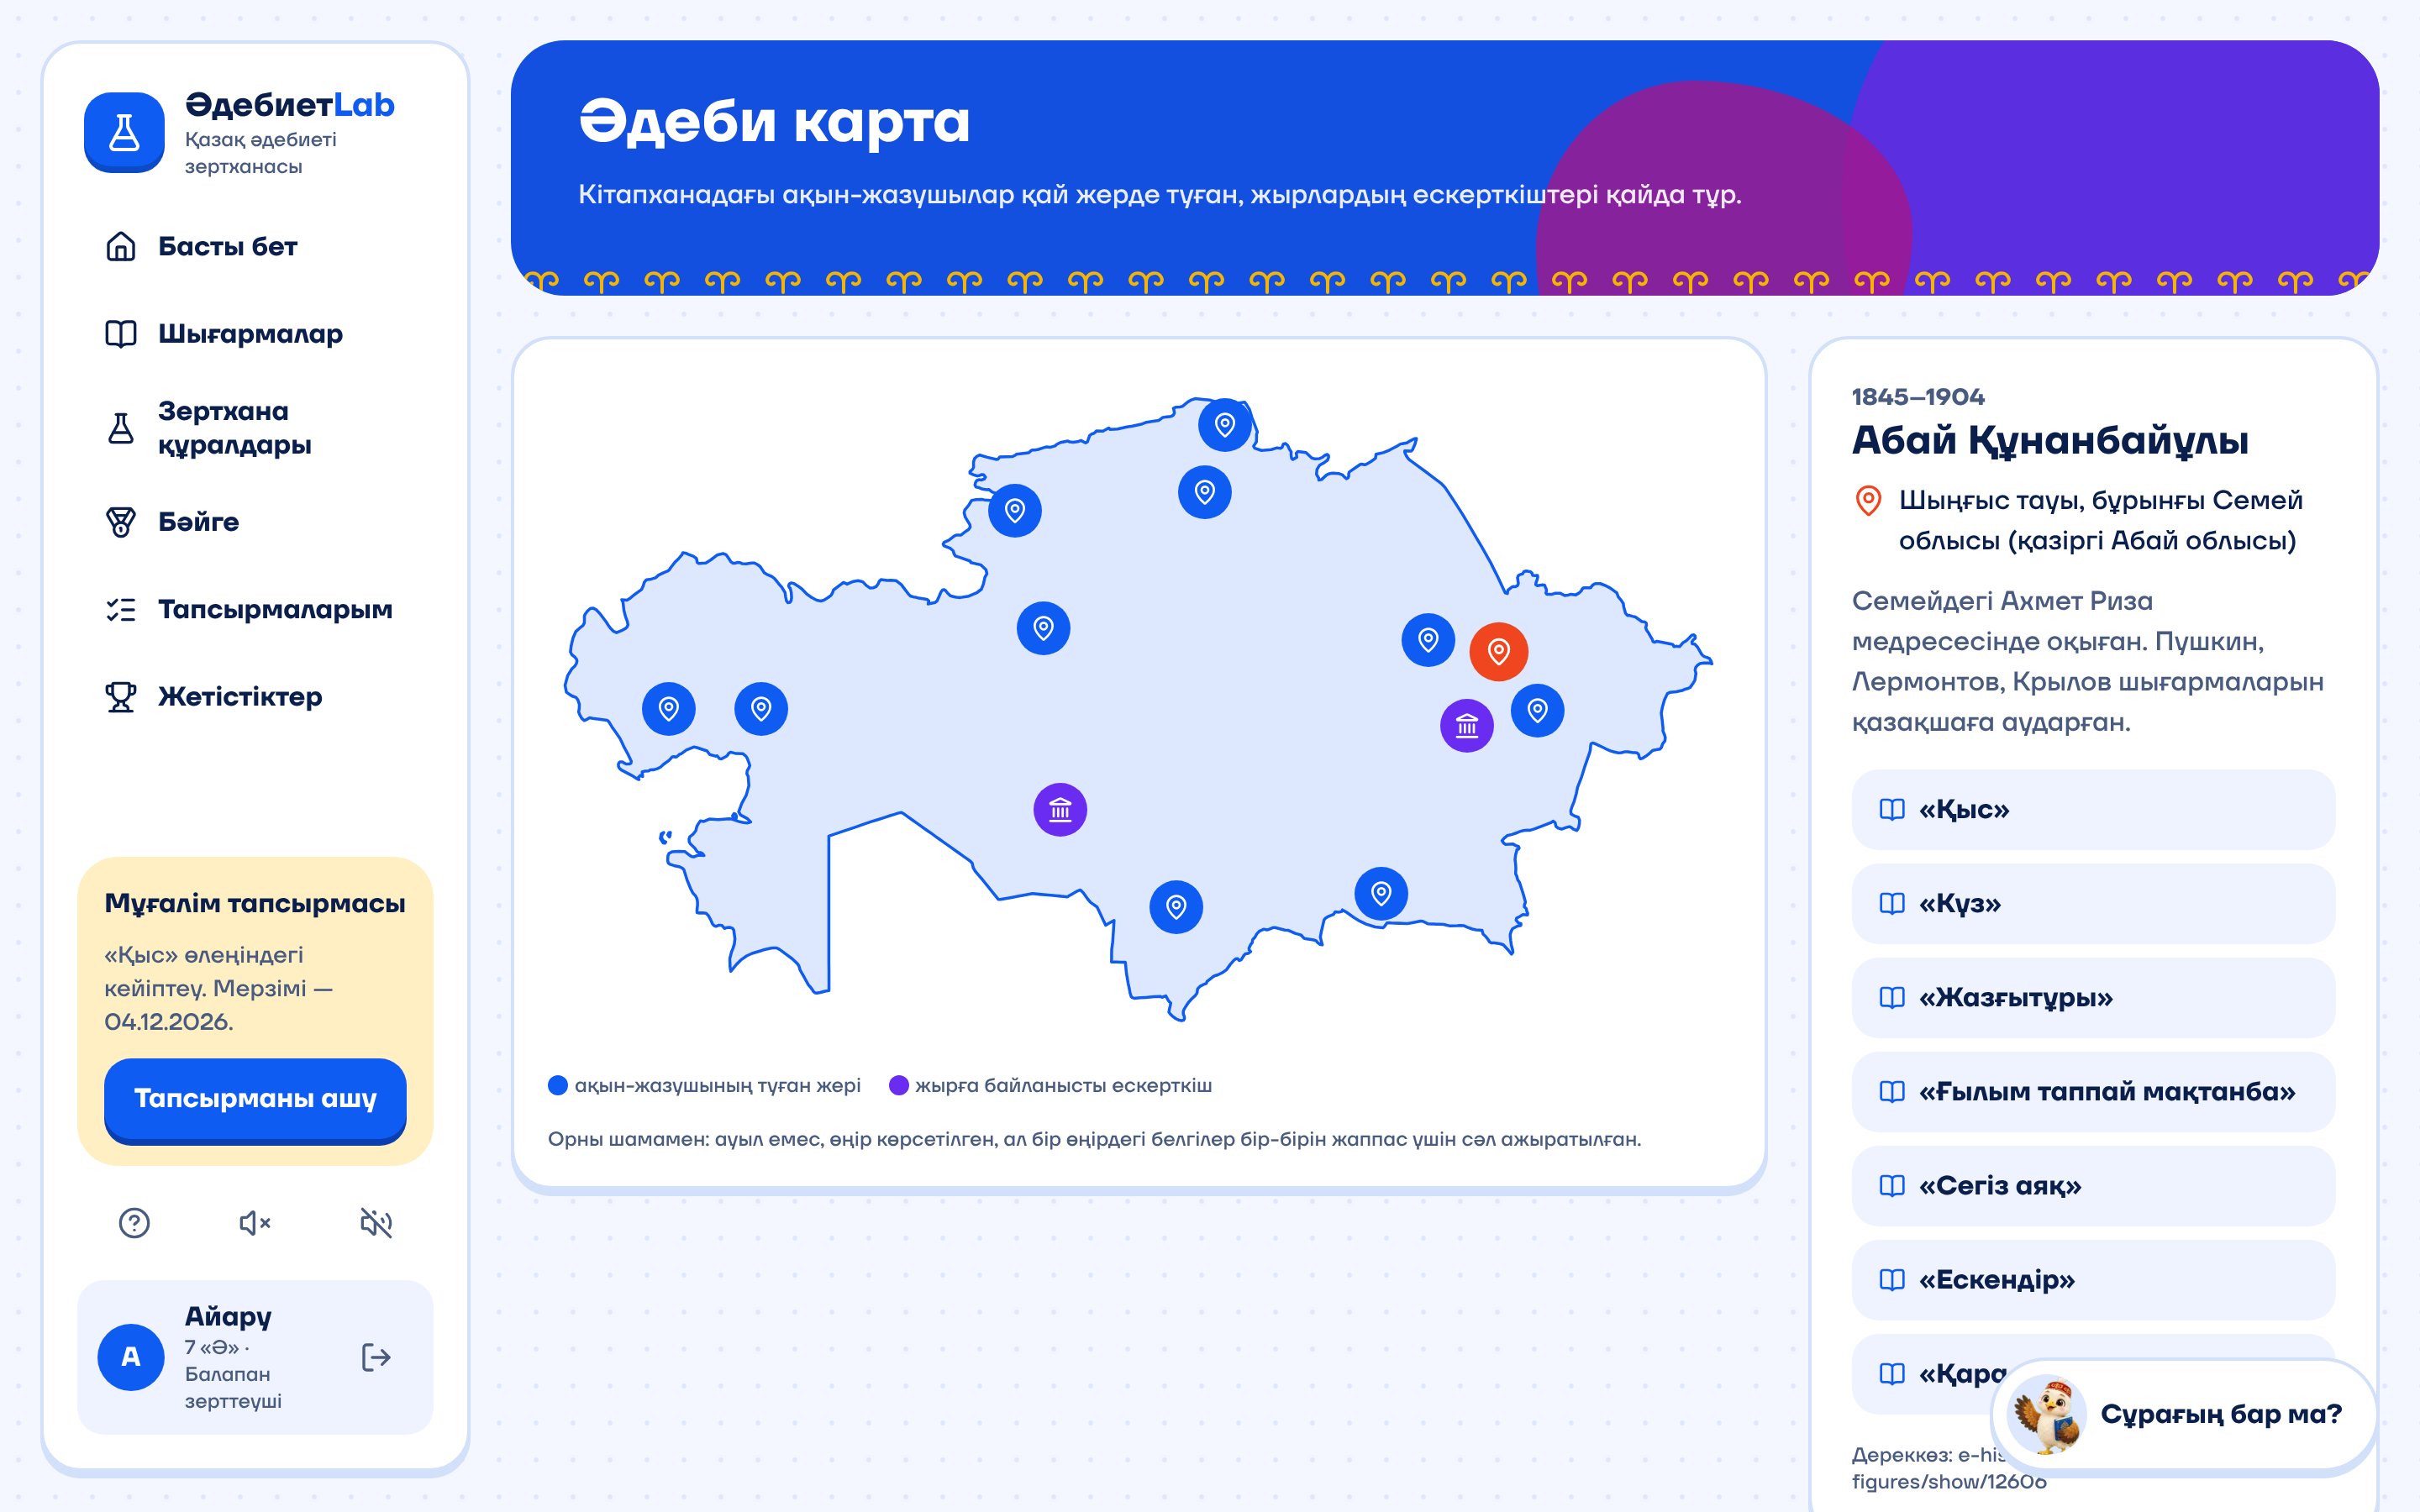 ӘдебиетLab
Қазақ әдебиеті
зертханасы
Басты бет
Шығармалар
Зертхана
құралдары
Бәйге
Тапсырмаларым
Жетістіктер
Мұғалім тапсырмасы
«Қыс» өлеңіндегі
кейіптеу. Мерзімі —
04.12.2026.
Тапсырманы ашу
А
Айару
7 «Ә» ·
Балапан
зерттеуші
Әдеби карта
Кітапханадағы ақын-жазушылар қай жерде туған, жырлардың ескерткіштері қайда тұр.
ақын-жазушының туған жері
жырға байланысты ескерткіш
Орны шамамен: ауыл емес, өңір көрсетілген, ал бір өңірдегі белгілер бір-бірін жаппас үшін сәл ажыратылған.
1845–1904
Абай Құнанбайұлы
Шыңғыс тауы, бұрынғы Семей
облысы (қазіргі Абай облысы)
Семейдегі Ахмет Риза
медресесінде оқыған. Пушкин,
Лермонтов, Крылов шығармаларын
қазақшаға аударған.
«Қыс»
«Күз»
«Жазғытұры»
«Ғылым таппай мақтанба»
«Сегіз аяқ»
«Ескендір»
«Қара
Сұрағың бар ма?
Дереккөз: e-his
figures/show/12606